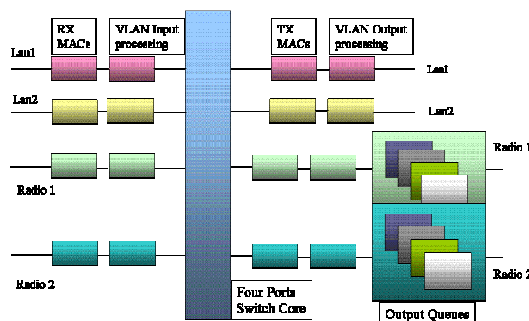 RX
MACs
VLAN Input
processing
TX
MACs
VLAN Output
processing
Lan1
Lan1
Lan2
Lan2
Radio 1
Radio 1
Radio 2
Radio 2
Four Ports
Switch Core
Output Queues